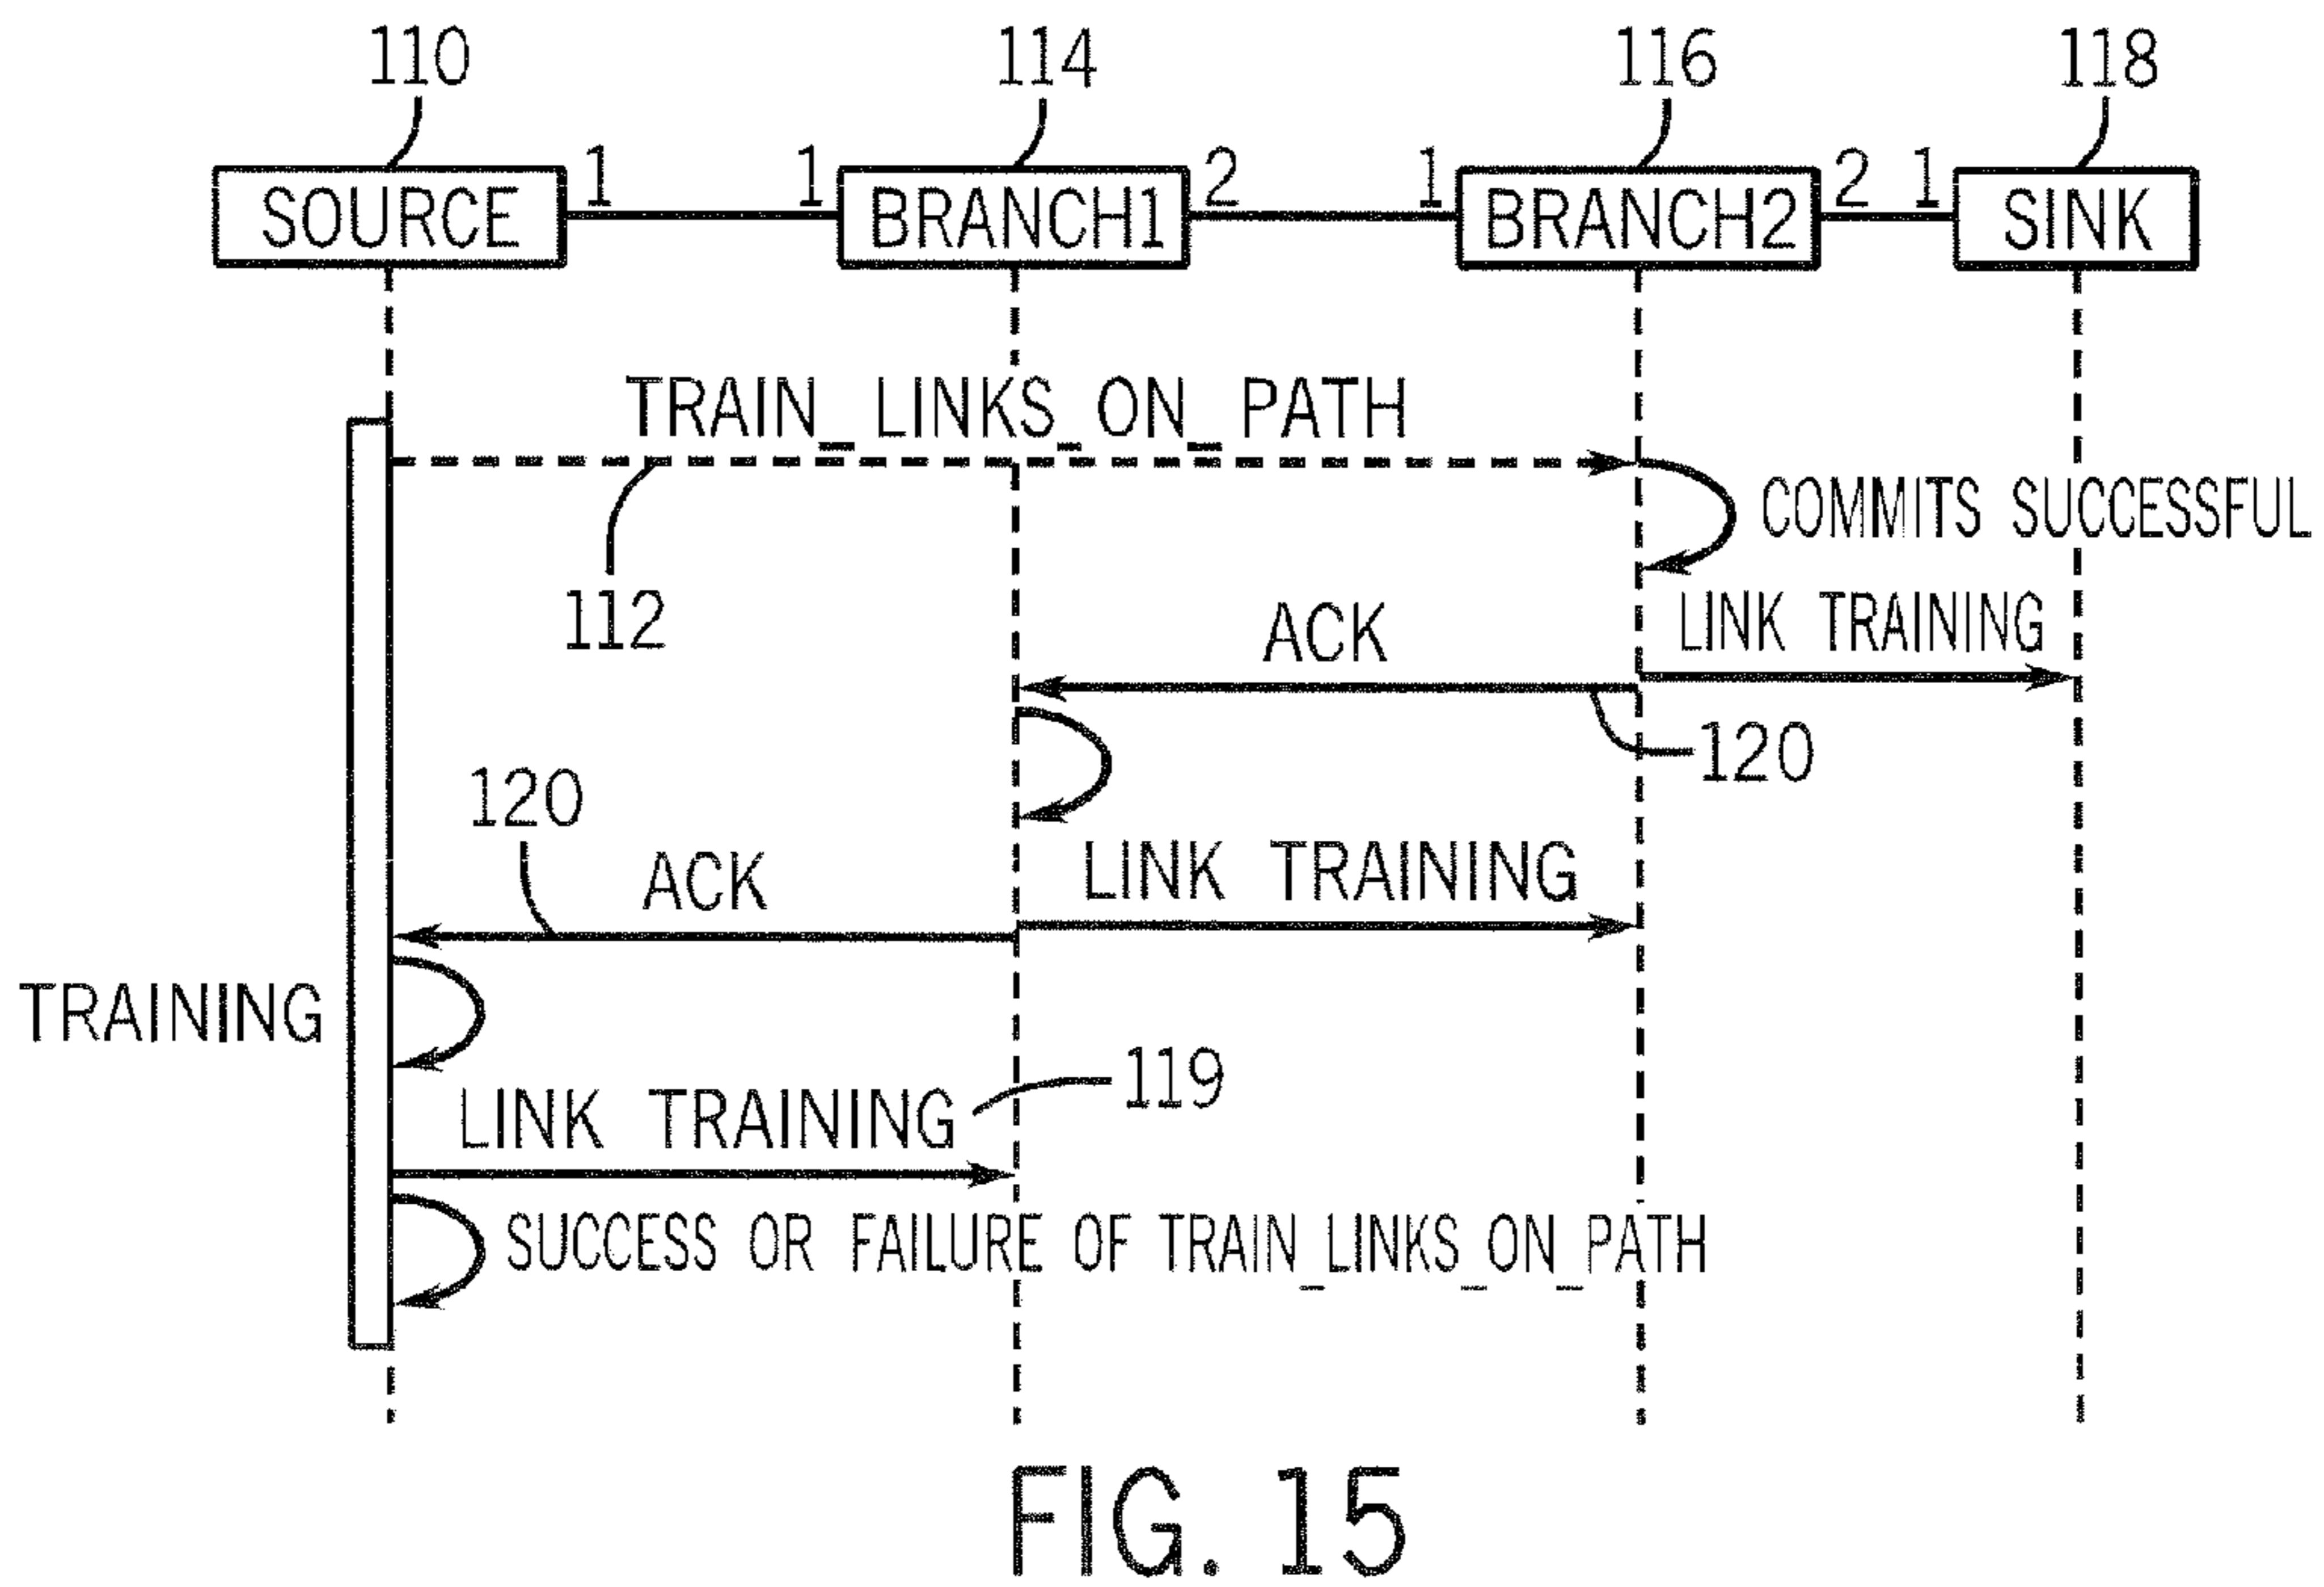 110 114 116 118
1 1 2 1 2 1
SOURCE BRANCH1 BRANCH2 SINK
TRAIN_LINKS_ON_PATH
COMMITS SUCCESSFUL
112
ACK LINK TRAINING
120
120
ACK LINK TRAINING
TRAINING
119
LINK TRAINING
SUCCESS OR FAILURE OF TRAIN_LINKS_ON_PATH
FIG. 15